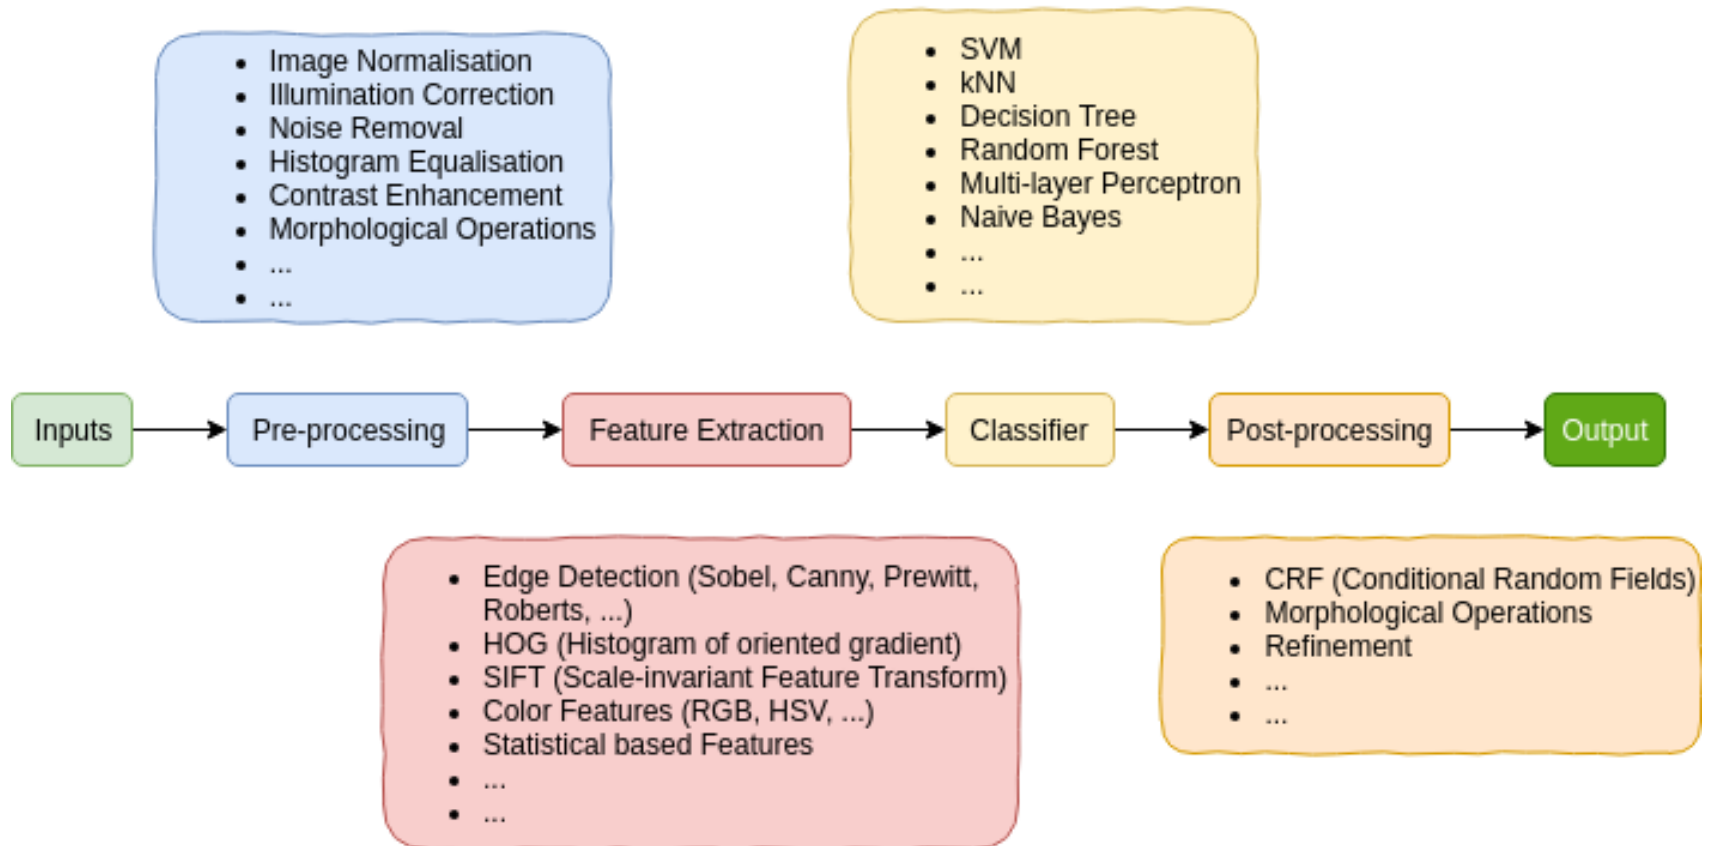 • Image Normalisation
• Illumination Correction
• Noise Removal
• Histogram Equalisation
• Contrast Enhancement
• Morphological Operations
• ...
• ...
• SVM
• kNN
• Decision Tree
• Random Forest
• Multi-layer Perceptron
• Naive Bayes
• ...
• ...
Inputs
Pre-processing
Feature Extraction
Classifier
Post-processing
Output
• Edge Detection (Sobel, Canny, Prewitt,
Roberts, ...)
• HOG (Histogram of oriented gradient)
• SIFT (Scale-invariant Feature Transform)
• Color Features (RGB, HSV, ...)
• Statistical based Features
• ...
• ...
• CRF (Conditional Random Fields)
• Morphological Operations
• Refinement
• ...
• ...